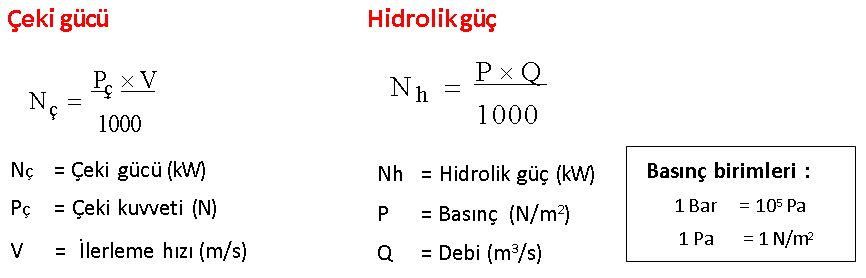 Çeki gücü
Nç = Pç × V / 1000
Nç = Çeki gücü (kW)
Pç = Çeki kuvveti (N)
V = İlerleme hızı (m/s)
Hidrolik güç
Nh = P × Q / 1000
Nh = Hidrolik güç (kW)
P = Basınç (N/m²)
Q = Debi (m³/s)
Basınç birimleri :
1 Bar = 10⁵ Pa
1 Pa = 1 N/m²